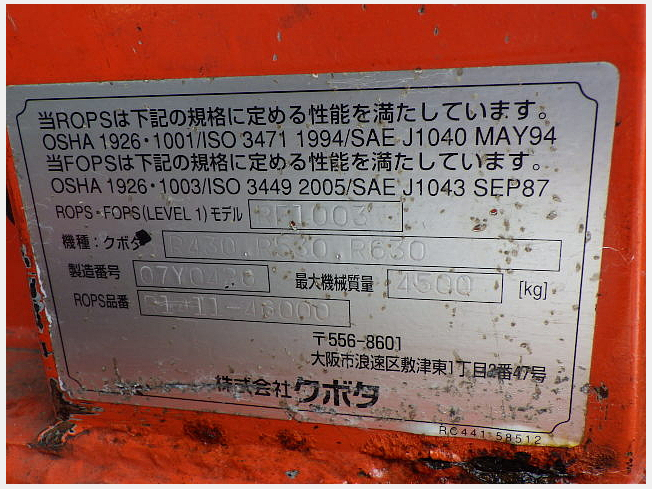 当ROPSは下記の規格に定める性能を満たしています。
OSHA 1926・1001/ISO 3471 1994/SAE J1040 MAY94
当FOPSは下記の規格に定める性能を満たしています。
OSHA 1926・1003/ISO 3449 2005/SAE J1043 SEP87
ROPS・FOPS(LEVEL 1)モデル
機種：クボタ R430,R530,R630
製造番号 07Y0426 最大機械質量 4500 [kg]
ROPS品番
〒556-8601
大阪市浪速区敷津東1丁目2番47号
株式会社クボタ
RC441-58512